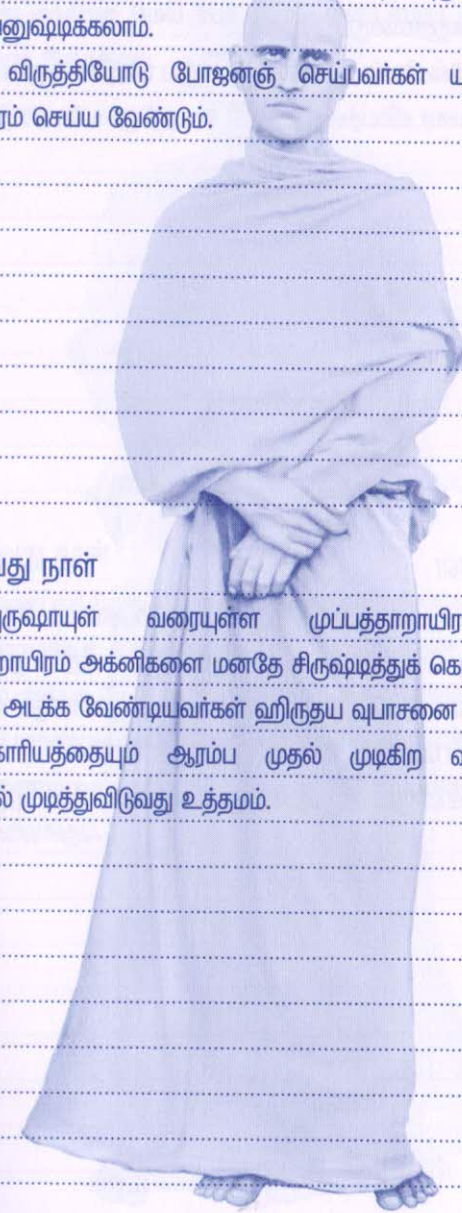 னுஷ்டிக்கலாம்.
விருத்தியோடு போஜனஞ் செய்பவர்கள்
ரம் செய்ய வேண்டும்.
வது நாள்
ருஷாயுள் வரையுள்ள முப்பத்தாறாயிர
றாயிரம் அக்னிகளை மனதே சிருஷ்டித்துக் கொ
அடக்க வேண்டியவர்கள் ஹிருதய வுபாசனை
காரியத்தையும் ஆரம்ப முதல் முடிகிற வ
ல் முடித்துவிடுவது உத்தமம்.